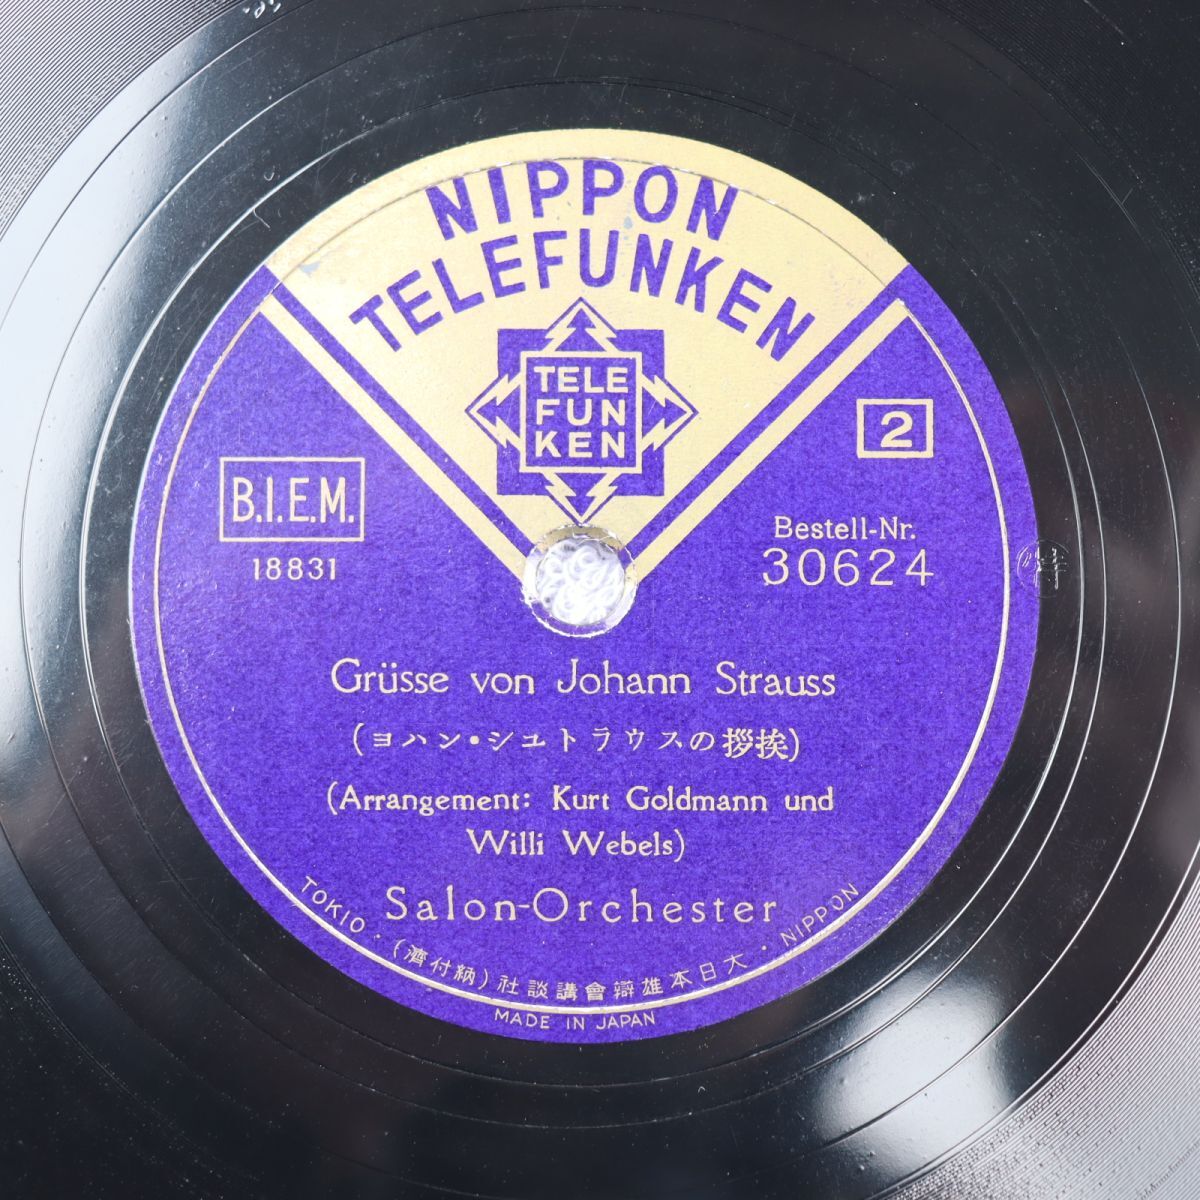 NIPPON
TELEFUNKEN
TELE
FUN
KEN
2
B.I.E.M.
18831
Bestell-Nr.
30624
Grüsse von Johann Strauss
(ヨハン・シユトラウスの拶挨)
(Arrangement: Kurt Goldmann und
Willi Webels)
Salon-Orchester
TOKIO・(濟付納)社談講會辯雄本日大・NIPPON
MADE IN JAPAN